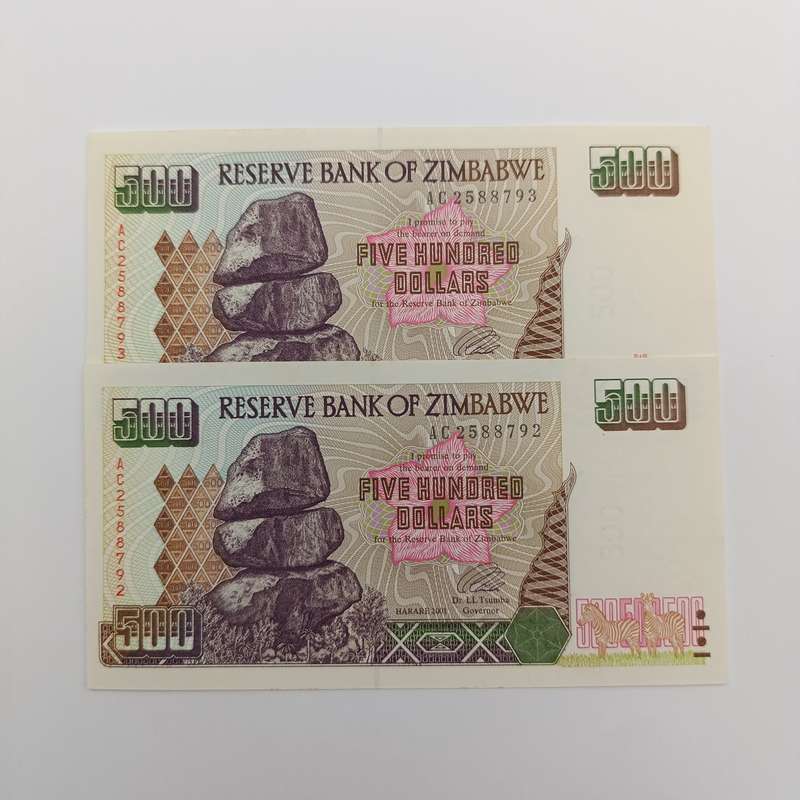 500 RESERVE BANK OF ZIMBABWE 500
AC2588793
I promise to pay
the bearer on demand
FIVE HUNDRED
DOLLARS
for the Reserve Bank of Zimbabwe
AC2588793
500 RESERVE BANK OF ZIMBABWE 500
AC2588792
I promise to pay
the bearer on demand
FIVE HUNDRED
DOLLARS
for the Reserve Bank of Zimbabwe
AC2588792
Dr. L.L Tsumba
HARARE 2001 Governor
500